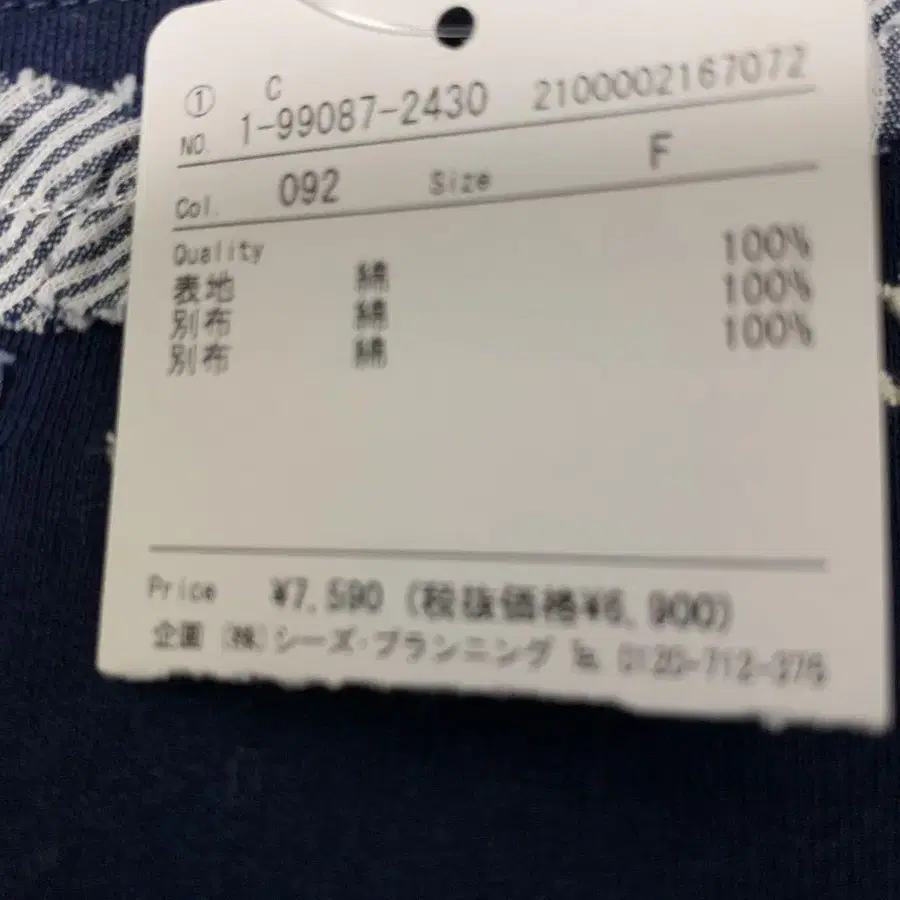 ① C
NO. 1-99087-2430 2100002167072
Col. 092 Size F
Quality
表地 綿 100%
別布 綿 100%
別布 綿 100%
Price ¥7,590 (税抜価格¥6,900)
企画 (株)シーズ・プランニング ℡ 0120-712-376